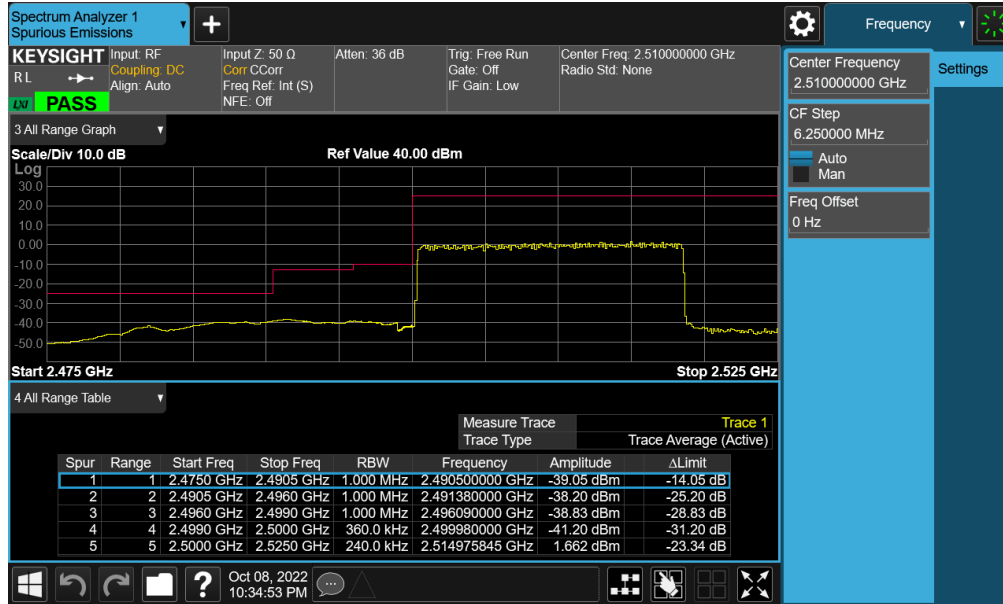 Spectrum Analyzer 1
Spurious Emissions
+
Frequency
KEYSIGHT
R L
LXI PASS
Input: RF
Coupling: DC
Align: Auto
Input Z: 50 Ω
Corr CCorr
Freq Ref: Int (S)
NFE: Off
Atten: 36 dB
Trig: Free Run
Gate: Off
IF Gain: Low
Center Freq: 2.510000000 GHz
Radio Std: None
Center Frequency
2.510000000 GHz
Settings
CF Step
6.250000 MHz
Auto
Man
Freq Offset
0 Hz
3 All Range Graph
Scale/Div 10.0 dB Ref Value 40.00 dBm
Log
30.0
20.0
10.0
0.00
-10.0
-20.0
-30.0
-40.0
-50.0
Start 2.475 GHz Stop 2.525 GHz
4 All Range Table
Measure Trace Trace 1
Trace Type Trace Average (Active)
Spur Range Start Freq Stop Freq RBW Frequency Amplitude ΔLimit
1 1 2.4750 GHz 2.4905 GHz 1.000 MHz 2.490500000 GHz -39.05 dBm -14.05 dB
2 2 2.4905 GHz 2.4960 GHz 1.000 MHz 2.491380000 GHz -38.20 dBm -25.20 dB
3 3 2.4960 GHz 2.4990 GHz 1.000 MHz 2.496090000 GHz -38.83 dBm -28.83 dB
4 4 2.4990 GHz 2.5000 GHz 360.0 kHz 2.499980000 GHz -41.20 dBm -31.20 dB
5 5 2.5000 GHz 2.5250 GHz 240.0 kHz 2.514975845 GHz 1.662 dBm -23.34 dB
?
Oct 08, 2022
10:34:53 PM